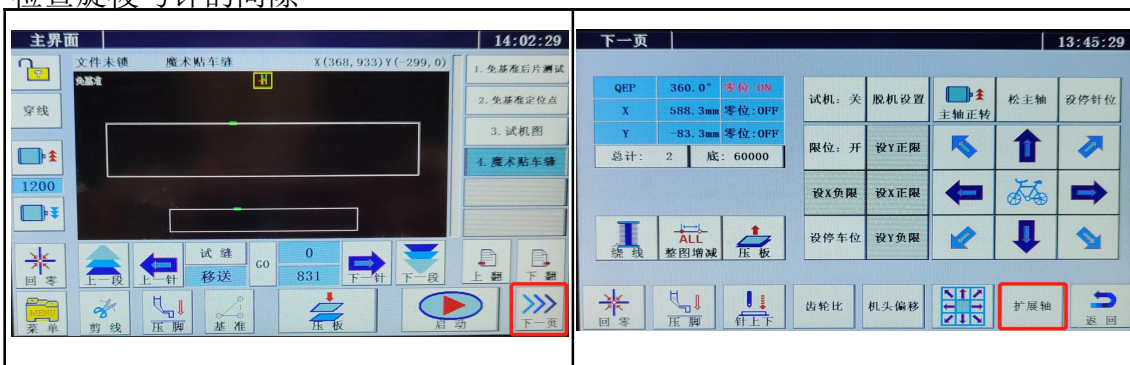 检查旋梭与针的间隙
主界面 14:02:29
文件未锁 魔术贴车缝 X(368,933)Y(-299,0)
免基准
H
穿线
1200
1. 免基准后片测试
2. 免基准定位点
3. 试机图
4. 魔术贴车缝
回零
上一段
上一针
试缝
移送
GO
0
831
下一针
下一段
上翻
下翻
MENU
菜单
剪线
压脚
基准
压板
启动
下一页
下一页 13:45:29
QEP 360.0° 零位:ON
X 588.3mm 零位:OFF
Y -83.3mm 零位:OFF
总计: 2 底: 60000
试机: 关
脱机设置
主轴正转
松主轴
设停针位
限位: 开
设Y正限
设X负限
设X正限
设停车位
设Y负限
绕线
ALL
整图增减
压板
回零
压脚
针上下
齿轮比
机头偏移
扩展轴
返回